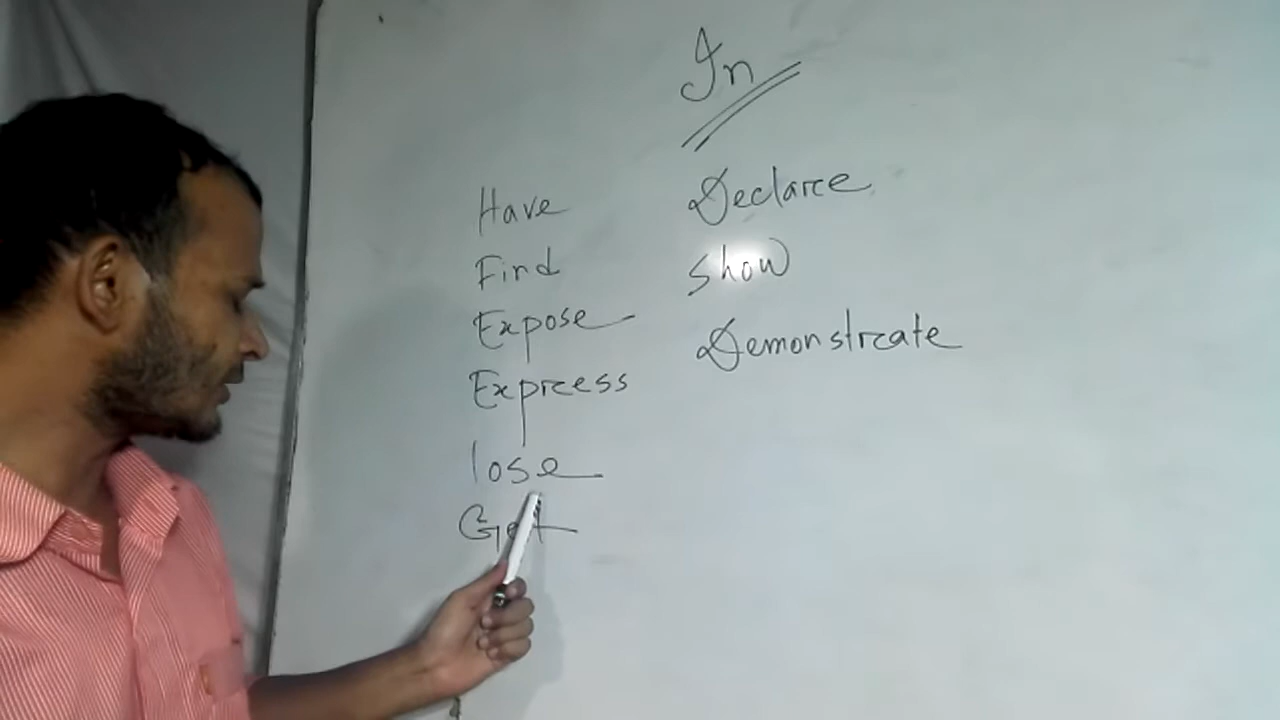 In
Have
Find
Expose
Express
lose
Get
Declare
Show
Demonstrate